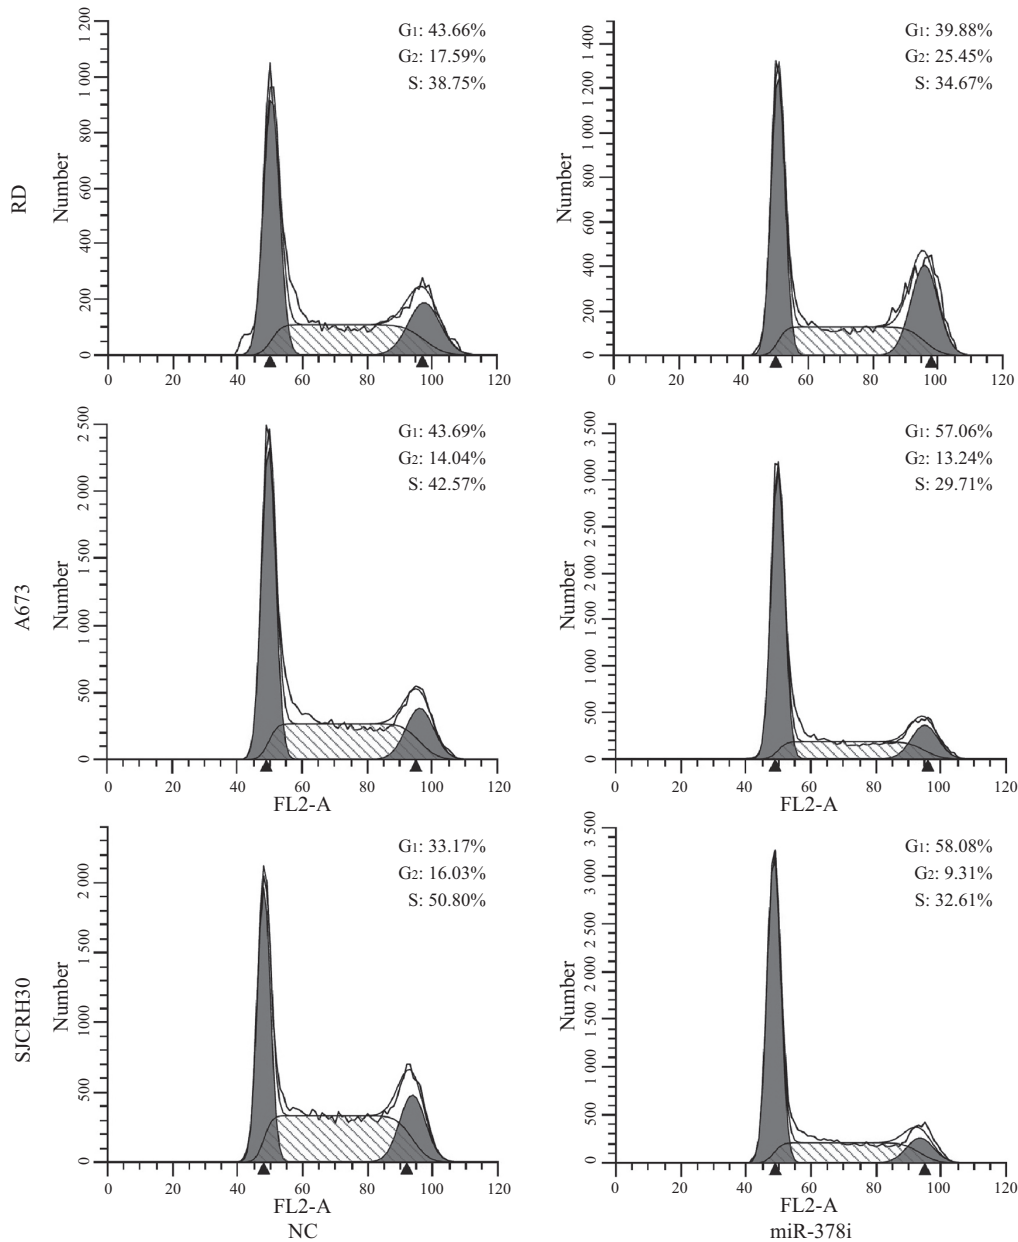 G1: 43.66%
G2: 17.59%
S: 38.75%
RD
Number
0
200
400
600
800
1 000
1 200
0 20 40 60 80 100 120
G1: 39.88%
G2: 25.45%
S: 34.67%
Number
0
200
400
600
800
1 000
1 200
1 400
0 20 40 60 80 100 120
G1: 43.69%
G2: 14.04%
S: 42.57%
A673
Number
0
500
1 000
1 500
2 000
2 500
0 20 40 60 80 100 120
FL2-A
G1: 57.06%
G2: 13.24%
S: 29.71%
Number
0
500
1 000
1 500
2 000
2 500
3 000
3 500
0 20 40 60 80 100 120
FL2-A
G1: 33.17%
G2: 16.03%
S: 50.80%
SJCRH30
Number
0
500
1000
1 500
2 000
0 20 40 60 80 100 120
FL2-A
NC
G1: 58.08%
G2: 9.31%
S: 32.61%
Number
0
500
1 000
1 500
2 000
2 500
3 000
3 500
0 20 40 60 80 100 120
FL2-A
miR-378i